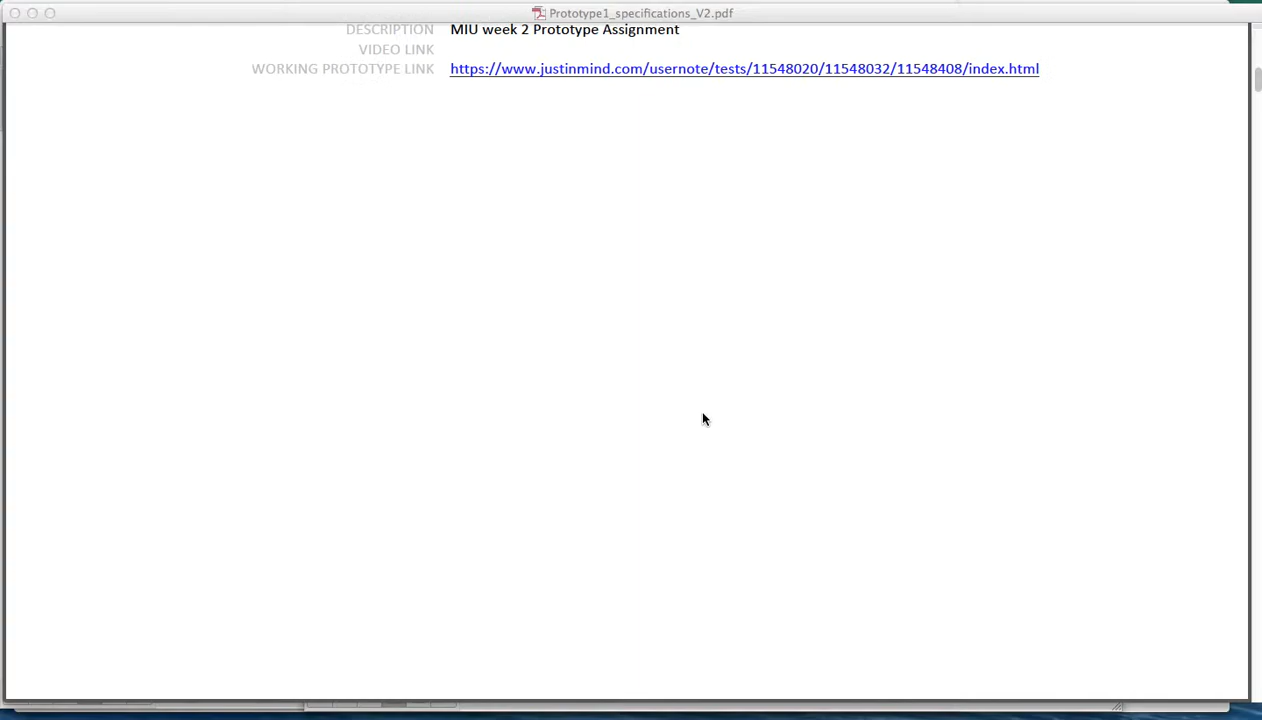 Prototype1_specifications_V2.pdf
DESCRIPTION MIU week 2 Prototype Assignment
VIDEO LINK
WORKING PROTOTYPE LINK https://www.justinmind.com/usernote/tests/11548020/11548032/11548408/index.html